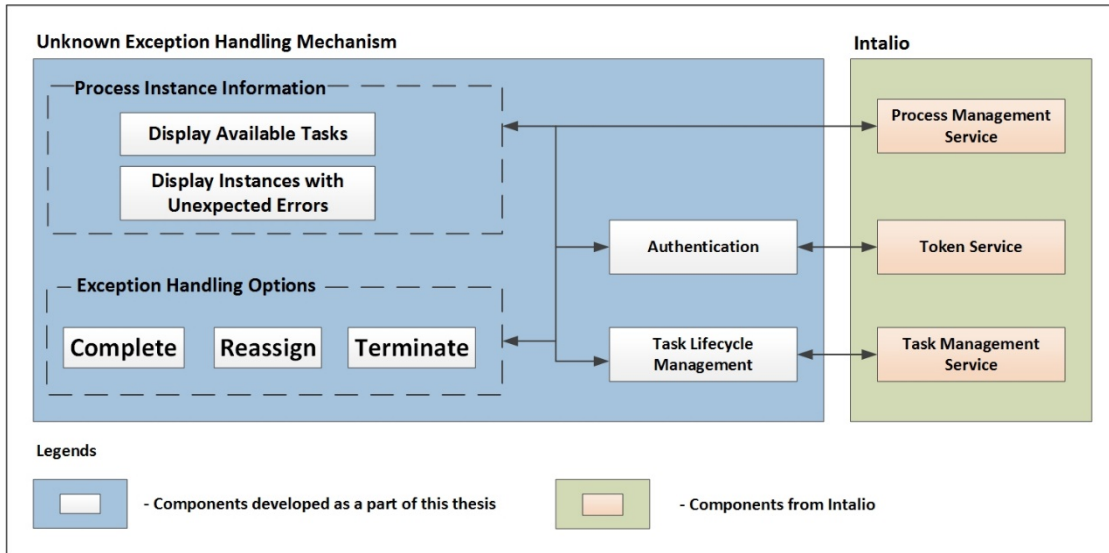 Unknown Exception Handling Mechanism
Intalio
Process Instance Information
Display Available Tasks
Display Instances with
Unexpected Errors
Process Management
Service
Authentication
Token Service
Exception Handling Options
Complete
Reassign
Terminate
Task Lifecycle
Management
Task Management
Service
Legends
- Components developed as a part of this thesis
- Components from Intalio